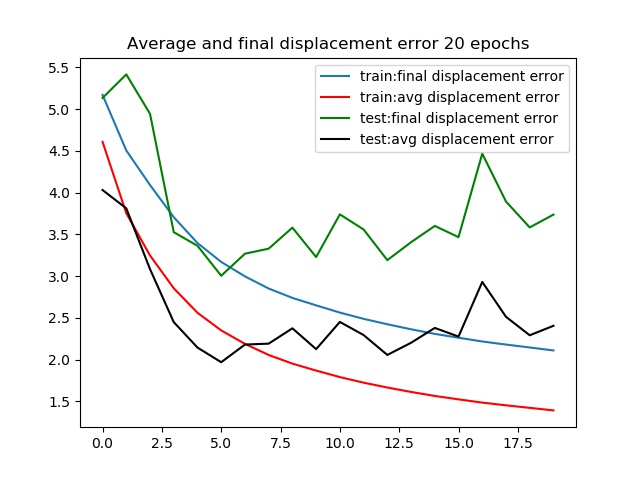 Average and final displacement error 20 epochs
train:final displacement error
train:avg displacement error
test:final displacement error
test:avg displacement error
5.5
5.0
4.5
4.0
3.5
3.0
2.5
2.0
1.5
0.0 2.5 5.0 7.5 10.0 12.5 15.0 17.5